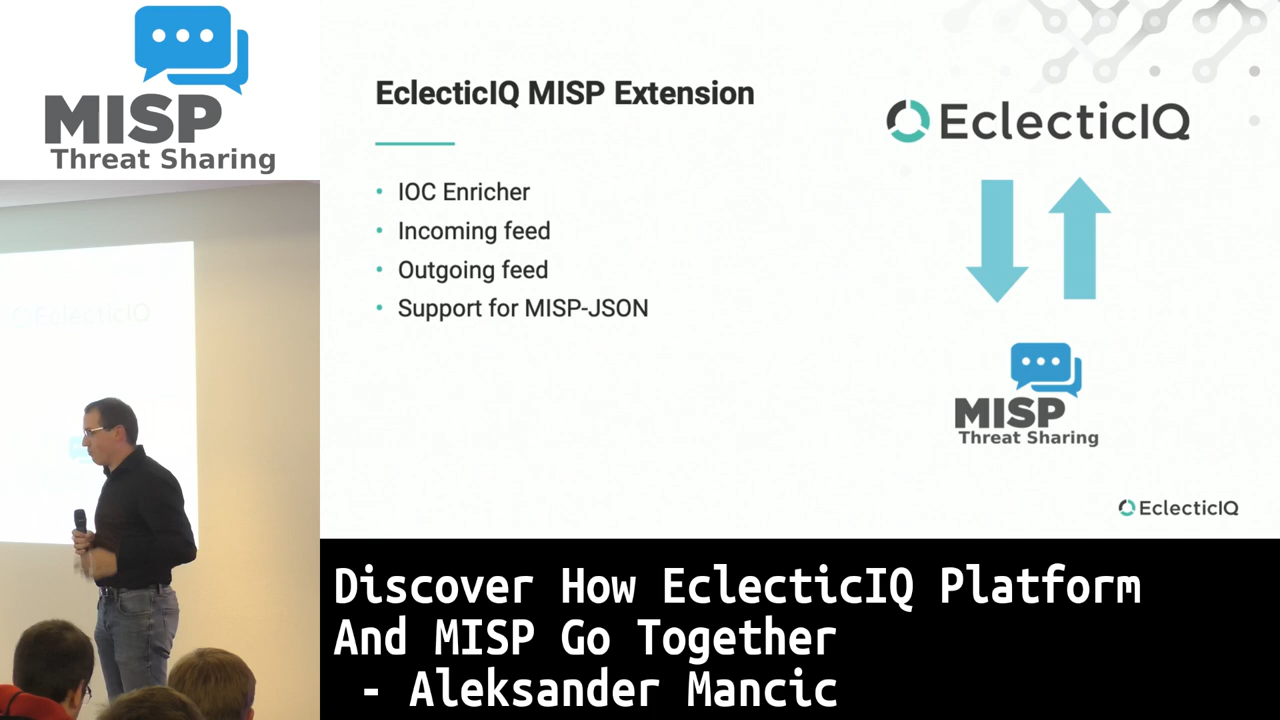 MISP
Threat Sharing
EclecticIQ MISP Extension
• IOC Enricher
• Incoming feed
• Outgoing feed
• Support for MISP-JSON
EclecticIQ
MISP
Threat Sharing
EclecticIQ
EclecticIQ
Discover How EclecticIQ Platform
And MISP Go Together
- Aleksander Mancic